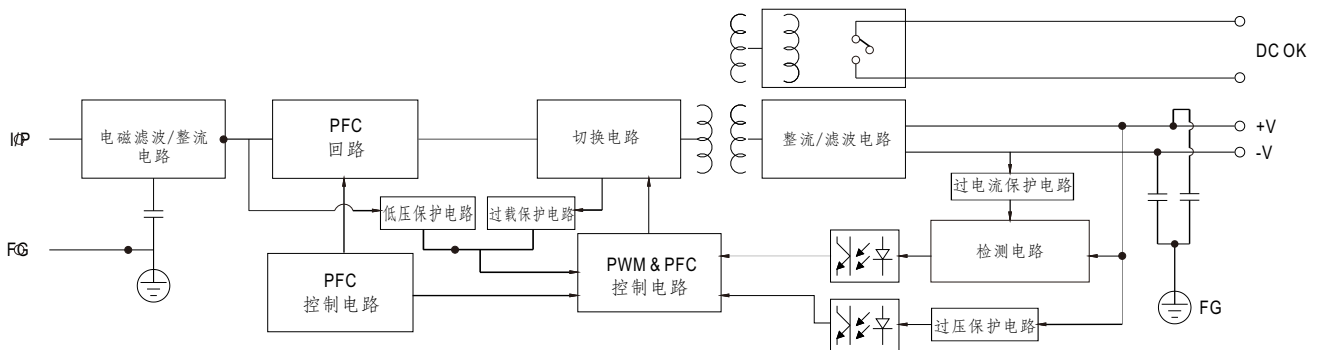 DC OK
I/P
电磁滤波/整流
电路
PFC
回路
切换电路
整流/滤波电路
+V
-V
低压保护电路
过载保护电路
过电流保护电路
FG
PFC
控制电路
PWM & PFC
控制电路
检测电路
过压保护电路
FG